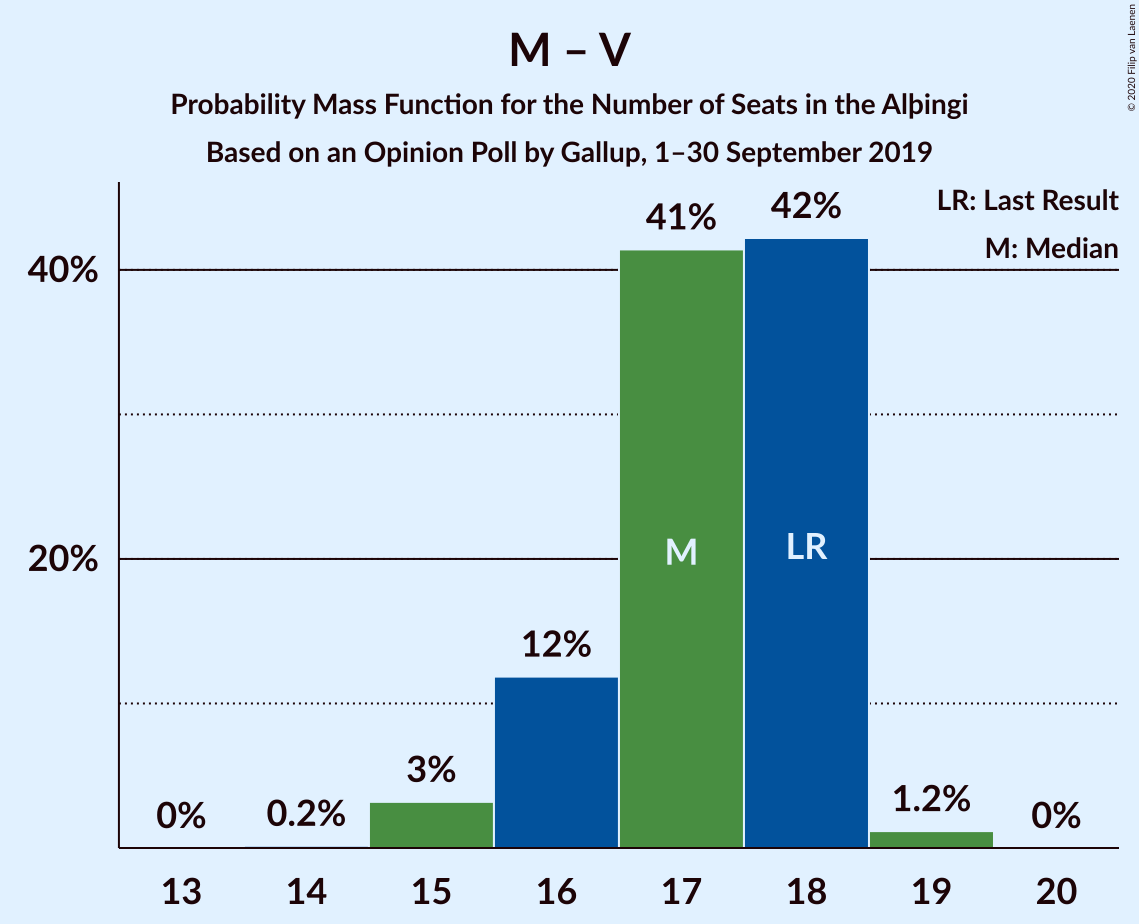 M – V
Probability Mass Function for the Number of Seats in the Alþingi
Based on an Opinion Poll by Gallup, 1–30 September 2019
© 2020 Filip van Laenen
LR: Last Result
M: Median
41%
42%
40%
M
LR
20%
12%
3%
0%
0.2%
1.2%
0%
13
14
15
16
17
18
19
20